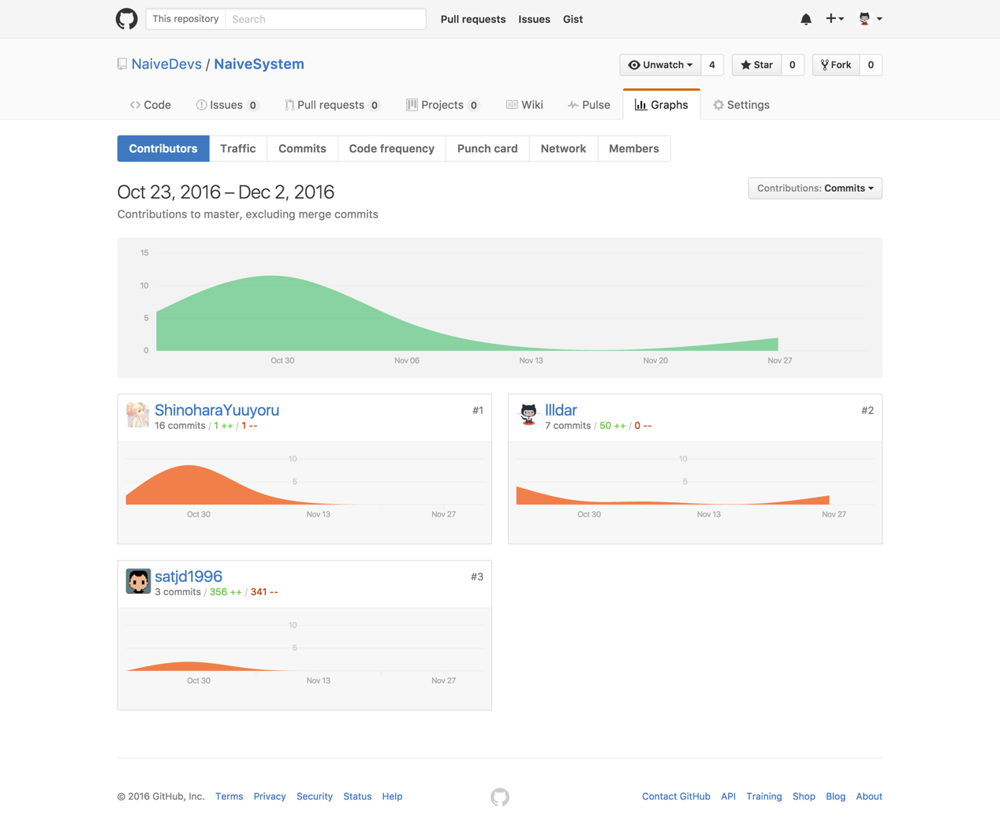 This repository Search Pull requests Issues Gist
NaiveDevs / NaiveSystem Unwatch 4 Star 0 Fork 0
Code Issues 0 Pull requests 0 Projects 0 Wiki Pulse Graphs Settings
Contributors Traffic Commits Code frequency Punch card Network Members
Oct 23, 2016 – Dec 2, 2016 Contributions: Commits
Contributions to master, excluding merge commits
15
10
5
0
Oct 30 Nov 06 Nov 13 Nov 20 Nov 27
ShinoharaYuuyoru #1
16 commits / 1 ++ / 1 --
10
5
Oct 30 Nov 13 Nov 27
llldar #2
7 commits / 50 ++ / 0 --
10
5
Oct 30 Nov 13 Nov 27
satjd1996 #3
3 commits / 356 ++ / 341 --
10
5
Oct 30 Nov 13 Nov 27
© 2016 GitHub, Inc. Terms Privacy Security Status Help Contact GitHub API Training Shop Blog About